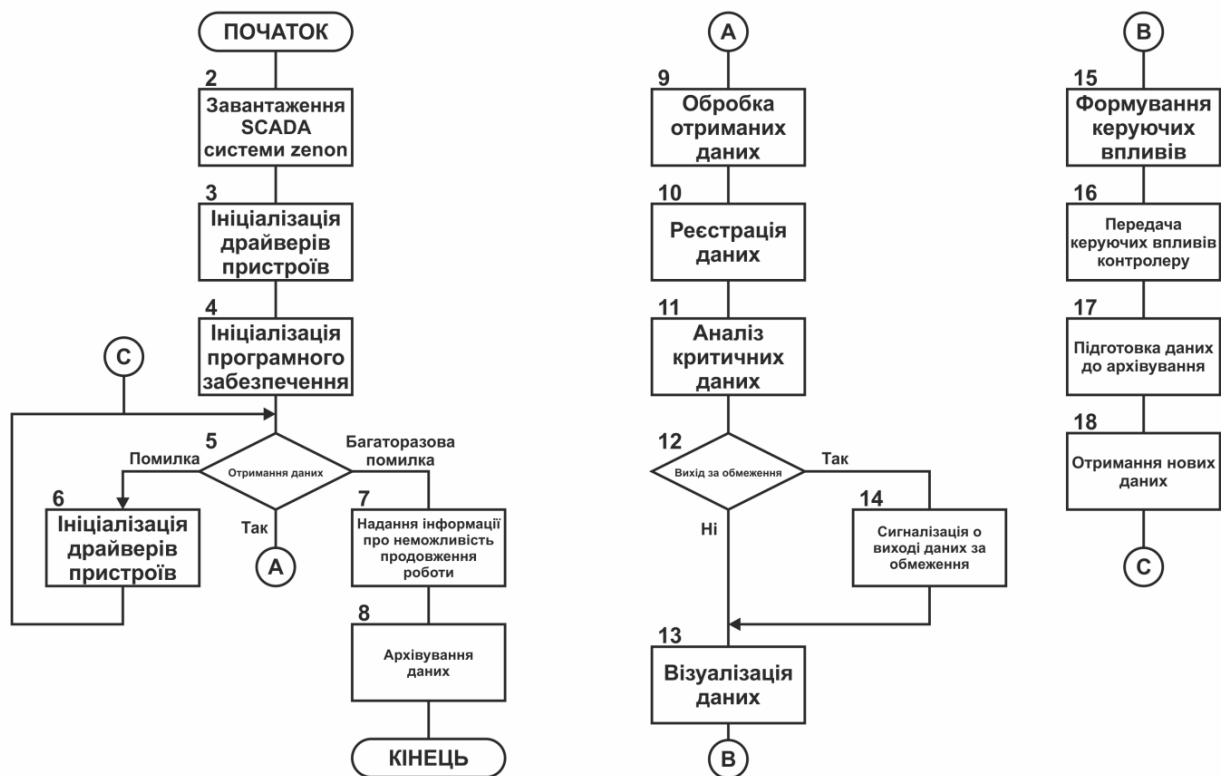 ПОЧАТОК
2
Завантаження
SCADA
системи zenon
3
Ініціалізація
драйверів
пристроїв
4
Ініціалізація
програмного
забезпечення
C
5
Помилка
Отримання даних
Багаторазова
помилка
Так
A
6
Ініціалізація
драйверів
пристроїв
7
Надання інформації
про неможливість
продовження
роботи
8
Архівування
даних
КІНЕЦЬ
A
9
Обробка
отриманих
даних
10
Реєстрація
даних
11
Аналіз
критичних
даних
12
Вихід за обмеження
Так
Ні
14
Сигналізація о
виході даних за
обмеження
13
Візуалізація
даних
B
B
15
Формування
керуючих
впливів
16
Передача
керуючих впливів
контролеру
17
Підготовка даних
до архівування
18
Отримання нових
даних
C